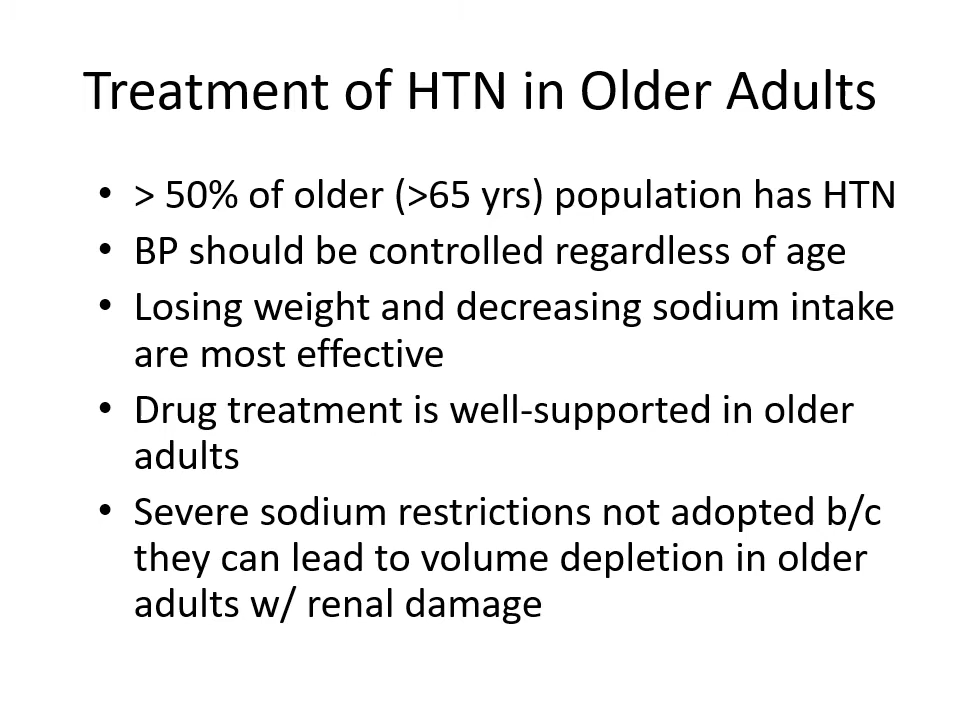 Treatment of HTN in Older Adults
• > 50% of older (>65 yrs) population has HTN
• BP should be controlled regardless of age
• Losing weight and decreasing sodium intake
are most effective
• Drug treatment is well-supported in older
adults
• Severe sodium restrictions not adopted b/c
they can lead to volume depletion in older
adults w/ renal damage